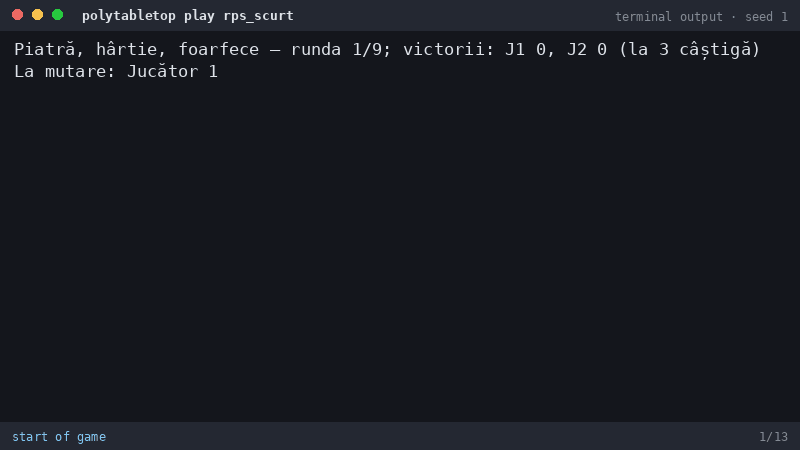 polytabletop play rps_scurt
terminal output · seed 1
Piatră, hârtie, foarfece — runda 1/9; victorii: J1 0, J2 0 (la 3 câștigă)
La mutare: Jucător 1
start of game
1/13